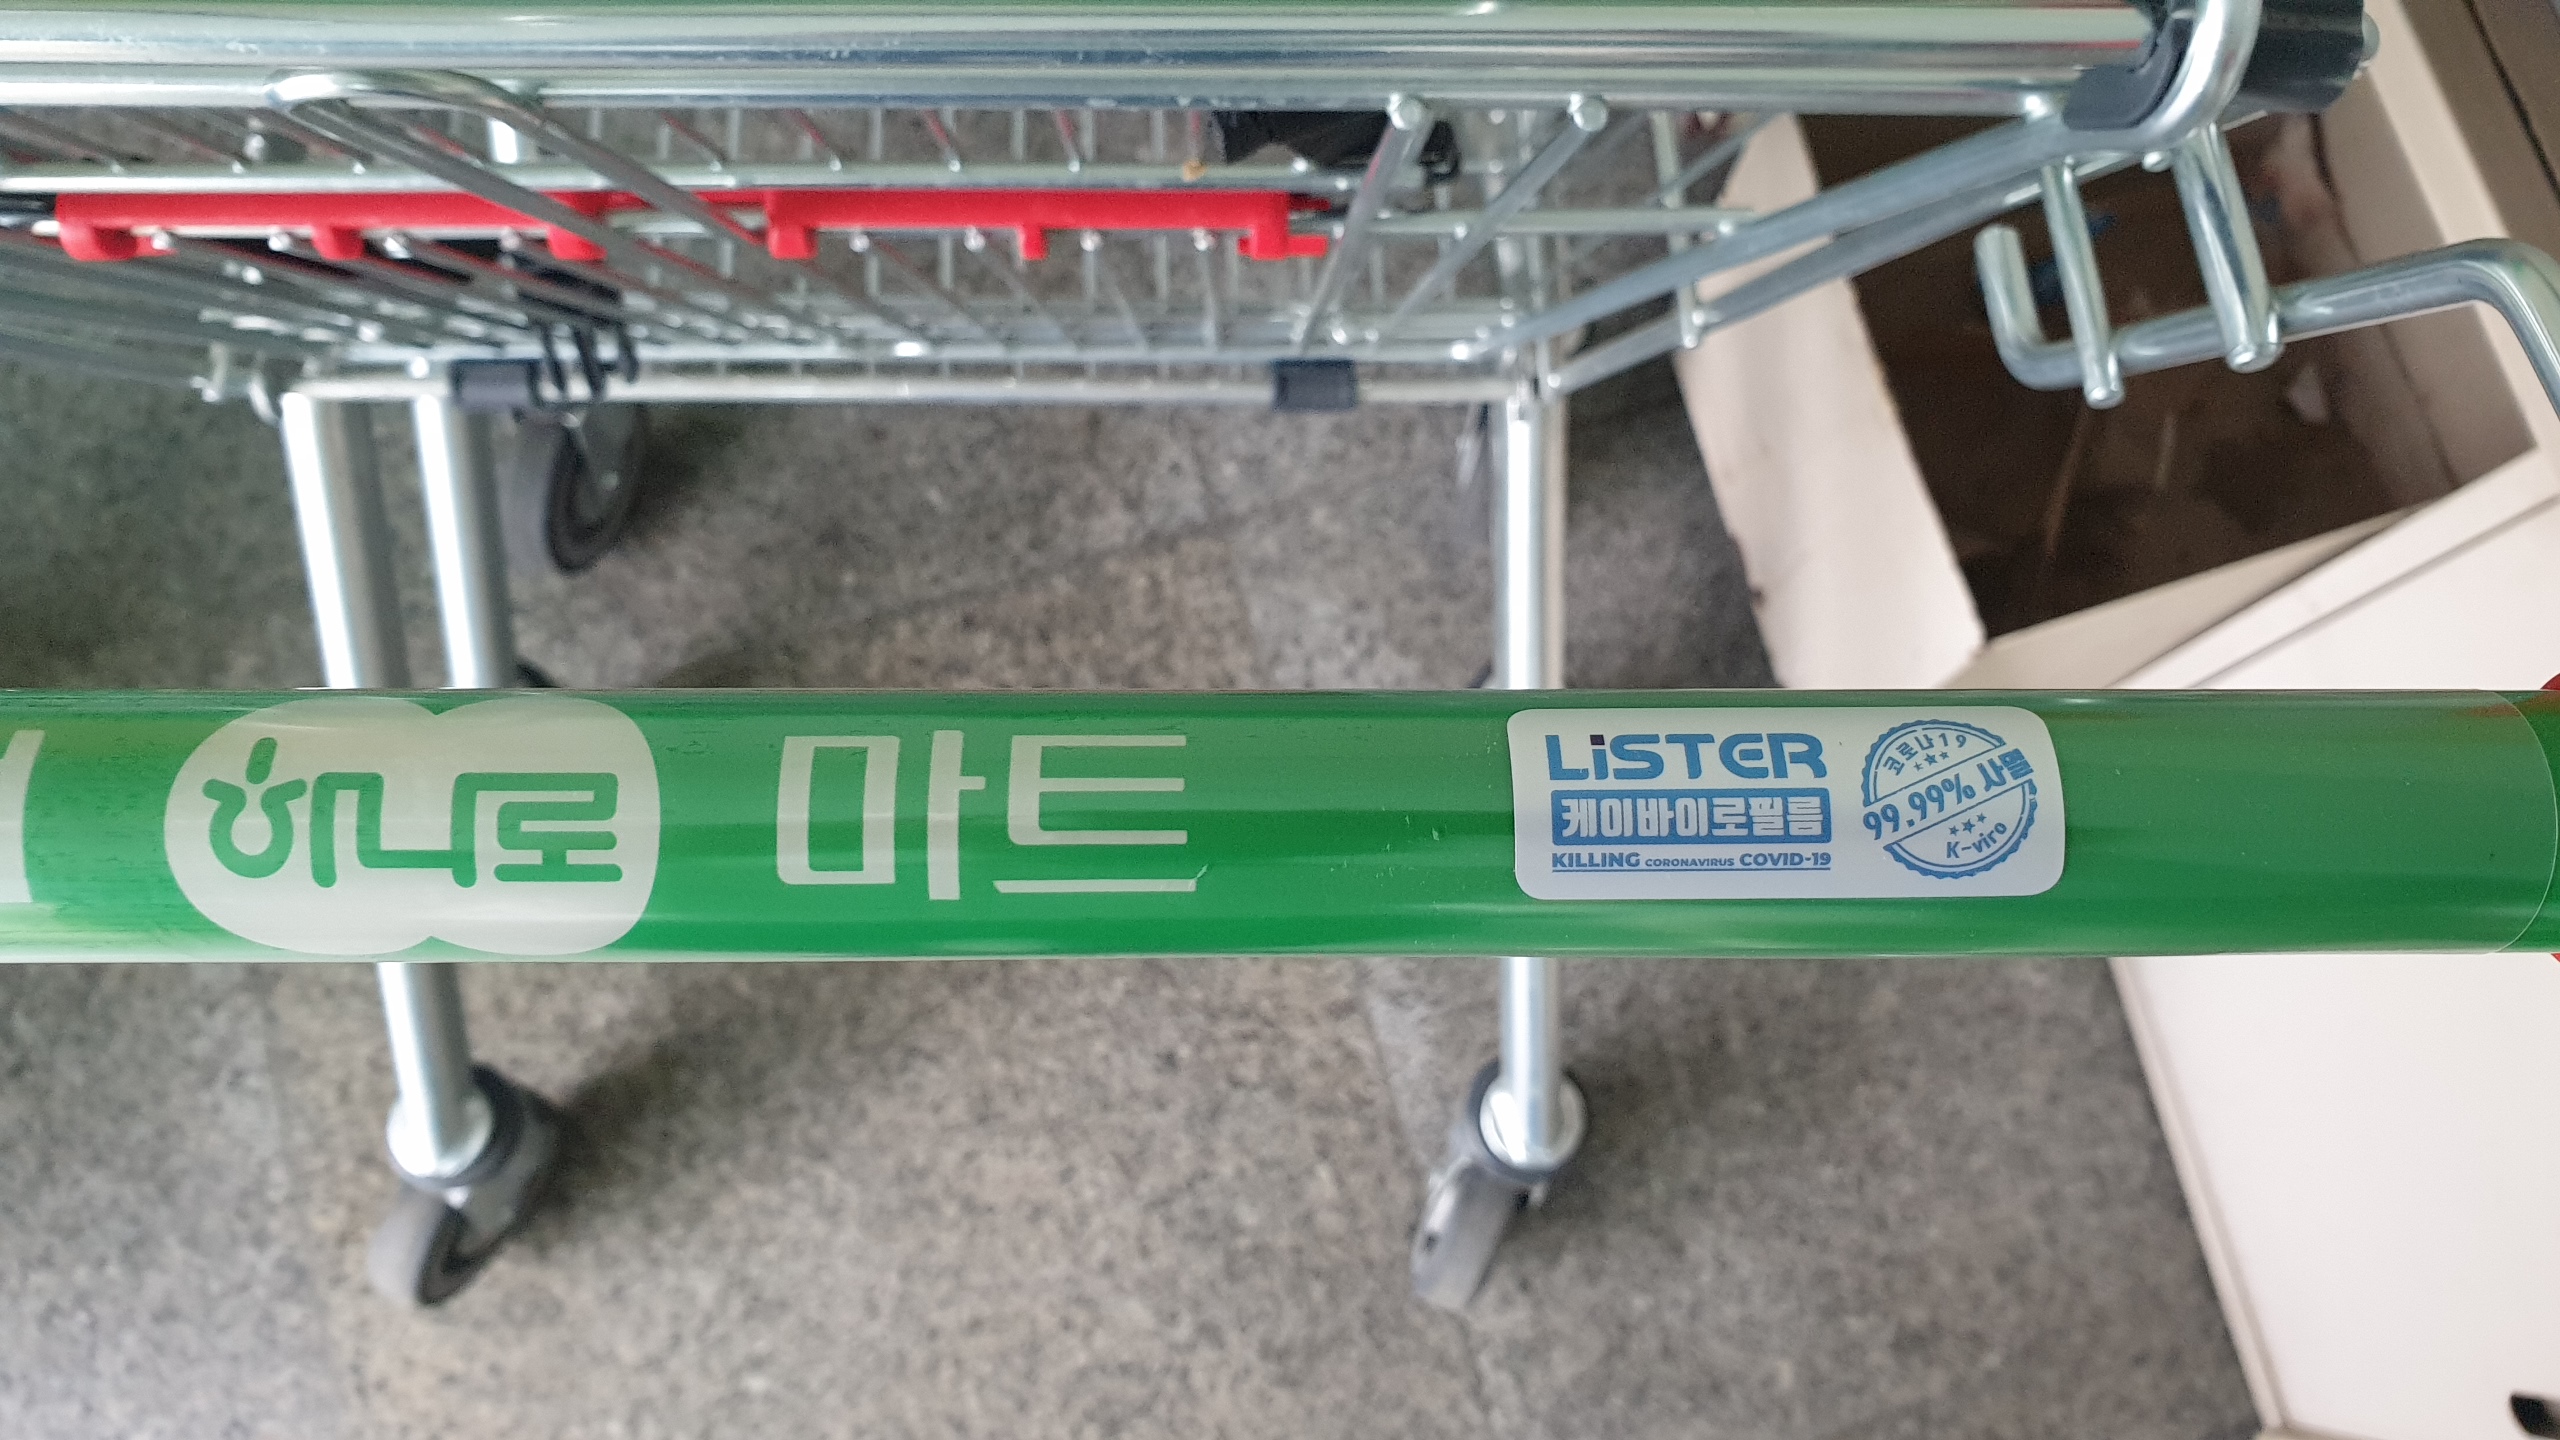 하나로 마트
LiSTER
케이바이로필름
KILLING CORONAVIRUS COVID-19
코로나19
99.99% 사멸
K-viro